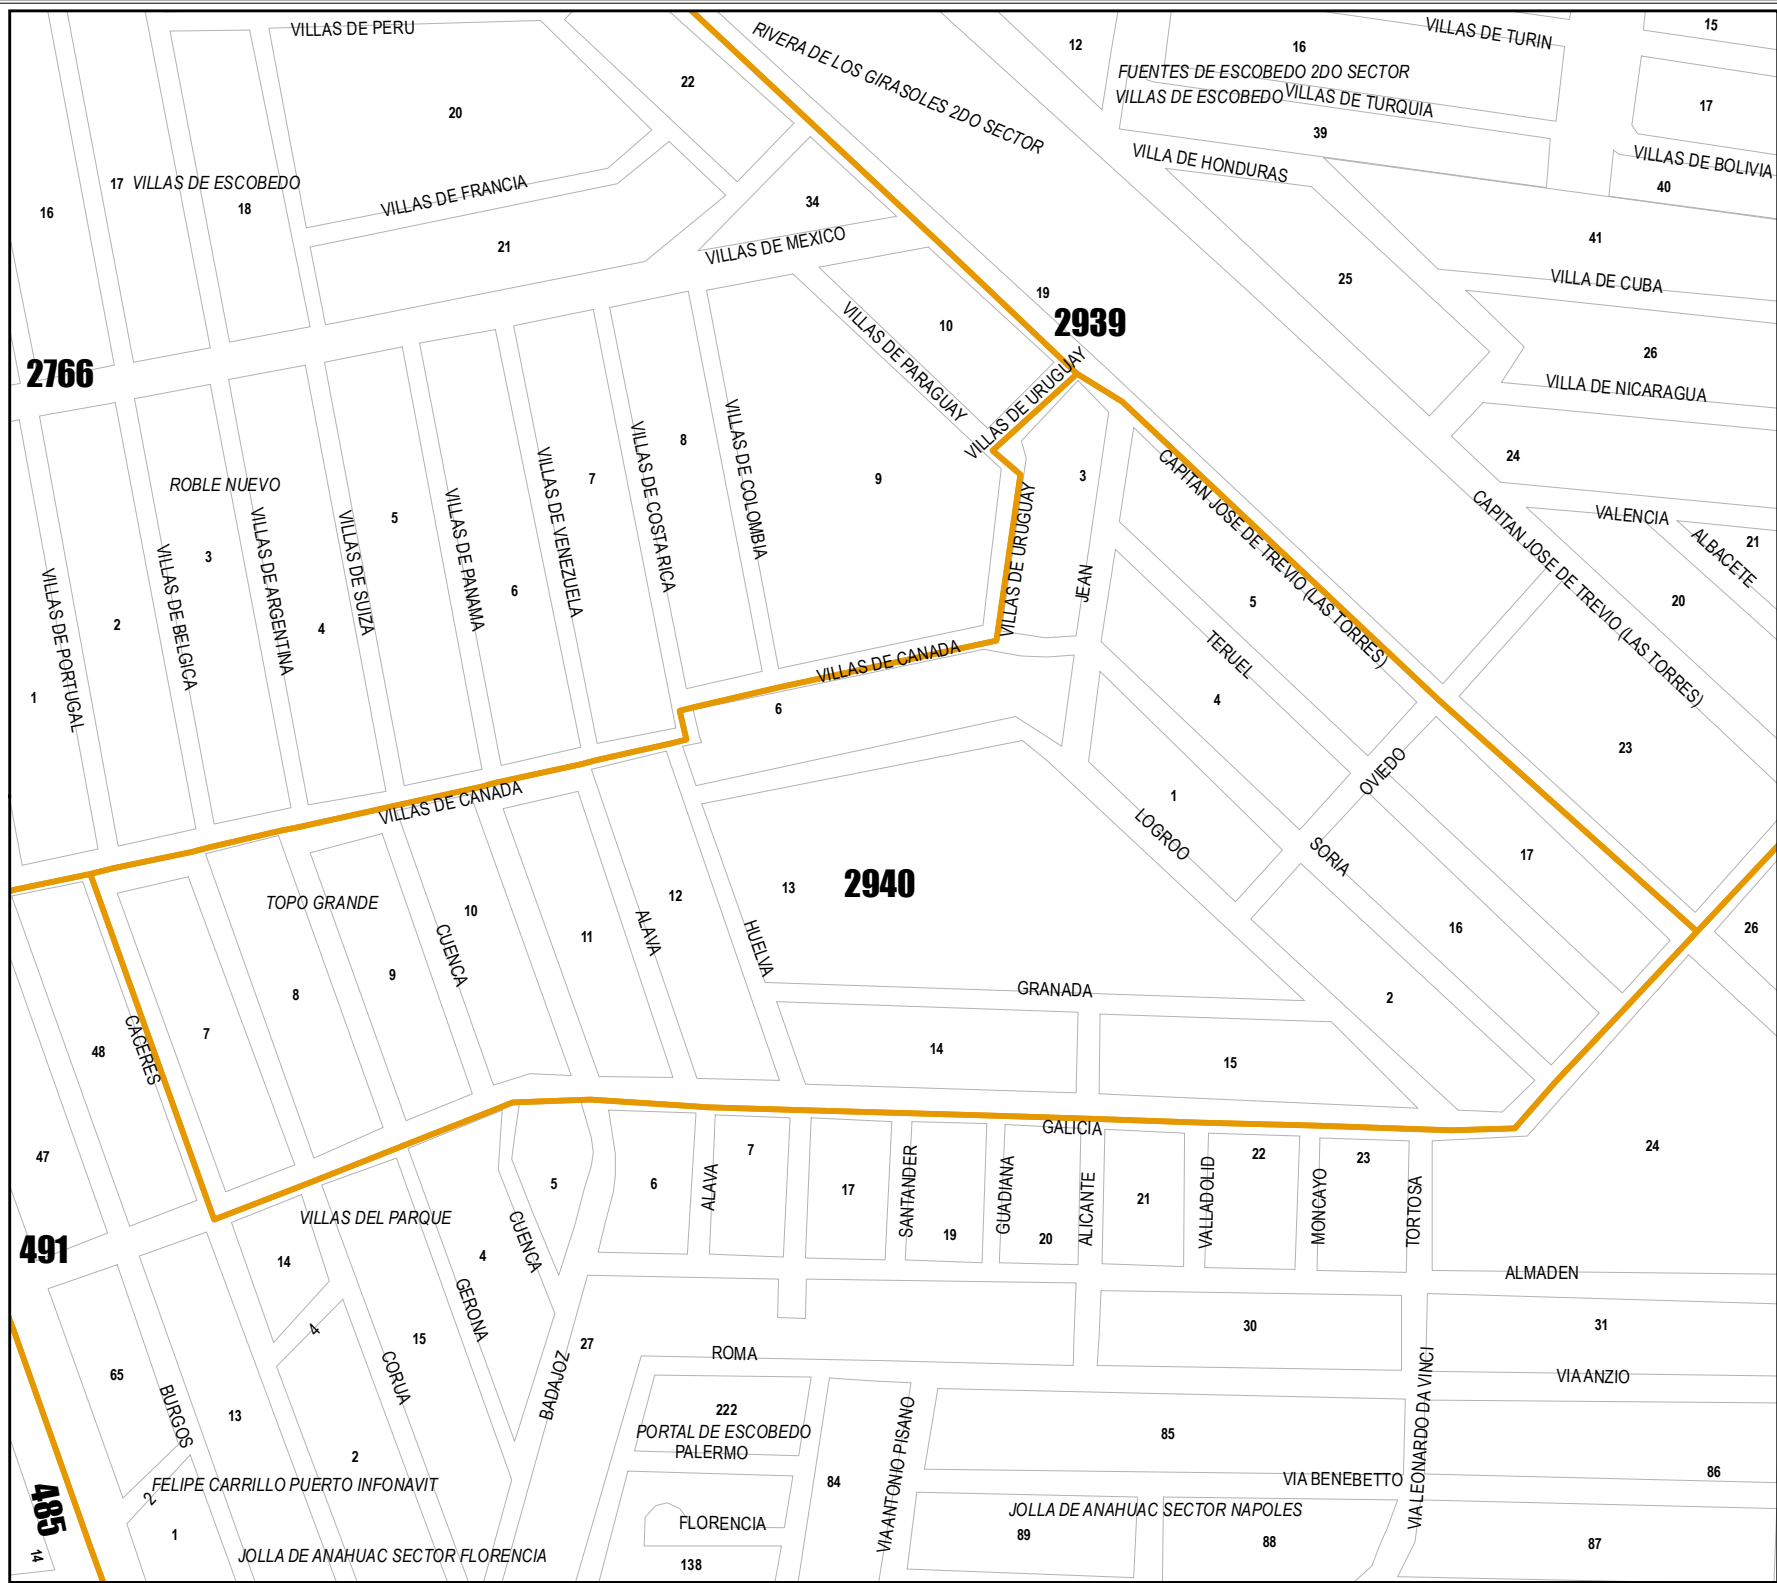 VILLAS DE PERU
RIVERA DE LOS GIRASOLES 2DO SECTOR
12
16
VILLAS DE TURIN
15
22
20
FUENTES DE ESCOBEDO 2DO SECTOR
VILLAS DE ESCOBEDO
VILLAS DE TURQUIA
17
39
VILLA DE HONDURAS
VILLAS DE BOLIVIA
40
17
VILLAS DE ESCOBEDO
16
18
VILLAS DE FRANCIA
34
21
VILLAS DE MEXICO
41
25
VILLA DE CUBA
19
2939
10
VILLAS DE PARAGUAY
26
2766
VILLAS DE URUGUAY
VILLA DE NICARAGUA
VILLAS DE COLOMBIA
VILLAS DE COSTA RICA
8
24
ROBLE NUEVO
5
7
9
3
CAPITAN JOSE DE TREVIO (LAS TORRES)
CAPITAN JOSE DE TREVIO (LAS TORRES)
VALENCIA
ALBACETE
21
VILLAS DE PORTUGAL
VILLAS DE BELGICA
3
VILLAS DE ARGENTINA
VILLAS DE SUIZA
VILLAS DE PANAMA
VILLAS DE VENEZUELA
VILLAS DE URUGUAY
JEAN
2
4
6
5
20
TERUEL
VILLAS DE CANADA
1
6
4
23
OVIEDO
VILLAS DE CANADA
1
LOGROO
SORIA
17
TOPO GRANDE
10
12
13
2940
9
CUENCA
11
ALAVA
HUELVA
16
26
8
GRANADA
2
48
CACERES
7
14
15
GALICIA
47
5
6
ALAVA
7
17
SANTANDER
19
GUADIANA
20
ALICANTE
21
VALLADOLID
22
MONCAYO
23
TORTOSA
24
491
VILLAS DEL PARQUE
14
4
CUENCA
GERONA
ALMADEN
4
15
27
30
31
ROMA
65
CORUA
BADAJOZ
VIA LEONARDO DA VINCI
VIA ANZIO
BURGOS
13
222
PORTAL DE ESCOBEDO
PALERMO
VIA ANTONIO PISANO
85
2
84
VIA BENEBETTO
86
FELIPE CARRILLO PUERTO INFONAVIT
2
485
1
FLORENCIA
JOLLA DE ANAHUAC SECTOR NAPOLES
89
88
87
14
JOLLA DE ANAHUAC SECTOR FLORENCIA
138